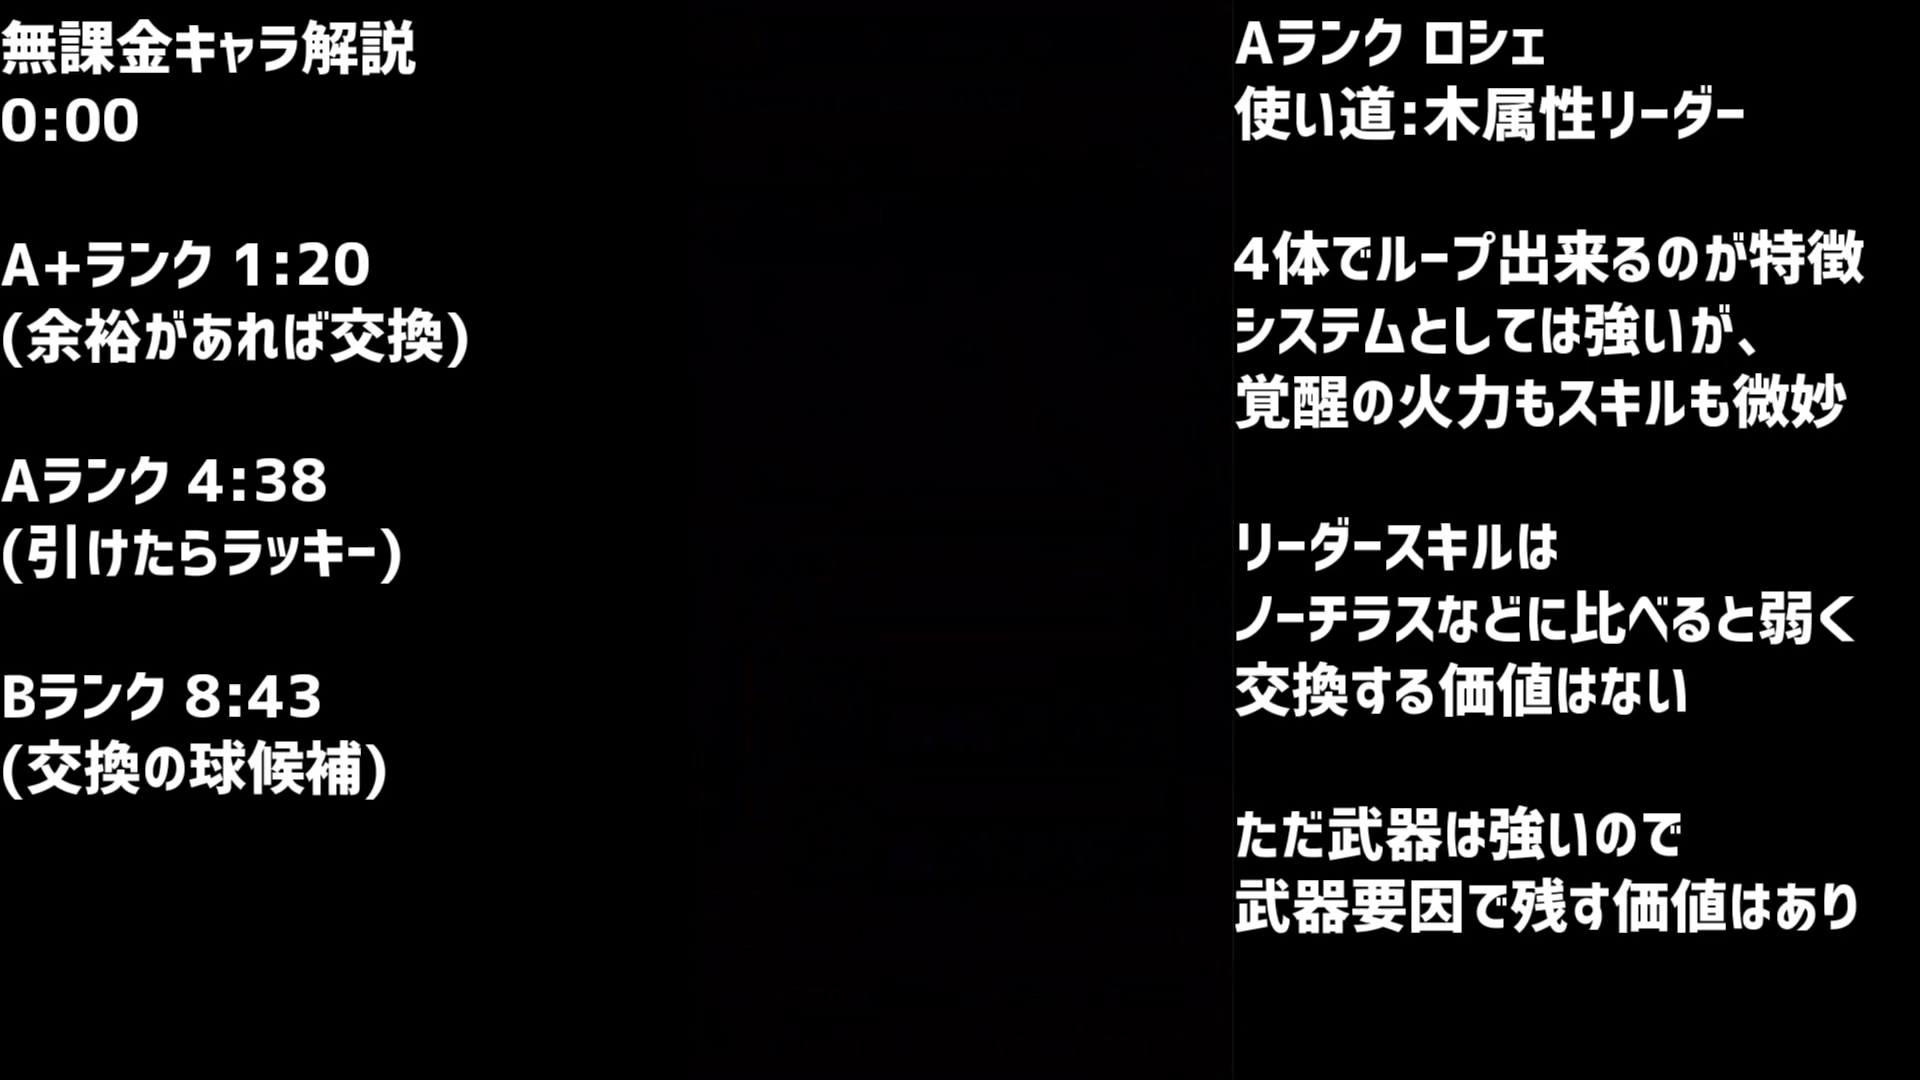 無課金キャラ解説
0:00
A+ランク 1:20
(余裕があれば交換)
Aランク 4:38
(引けたらラッキー)
Bランク 8:43
(交換の球候補)
Aランク ロシェ
使い道:木属性リーダー
4体でループ出来るのが特徴
システムとしては強いが、
覚醒の火力もスキルも微妙
リーダースキルは
ノーチラスなどに比べると弱く
交換する価値はない
ただ武器は強いので
武器要因で残す価値はあり